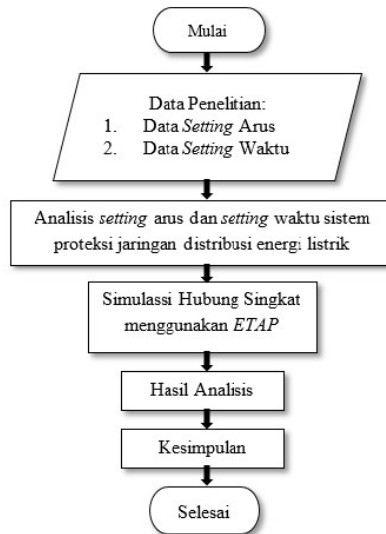 Mulai
Data Penelitian:
1. Data Setting Arus
2. Data Setting Waktu
Analisis setting arus dan setting waktu sistem
proteksi jaringan distribusi energi listrik
Simulassi Hubung Singkat
menggunakan ETAP
Hasil Analisis
Kesimpulan
Selesai